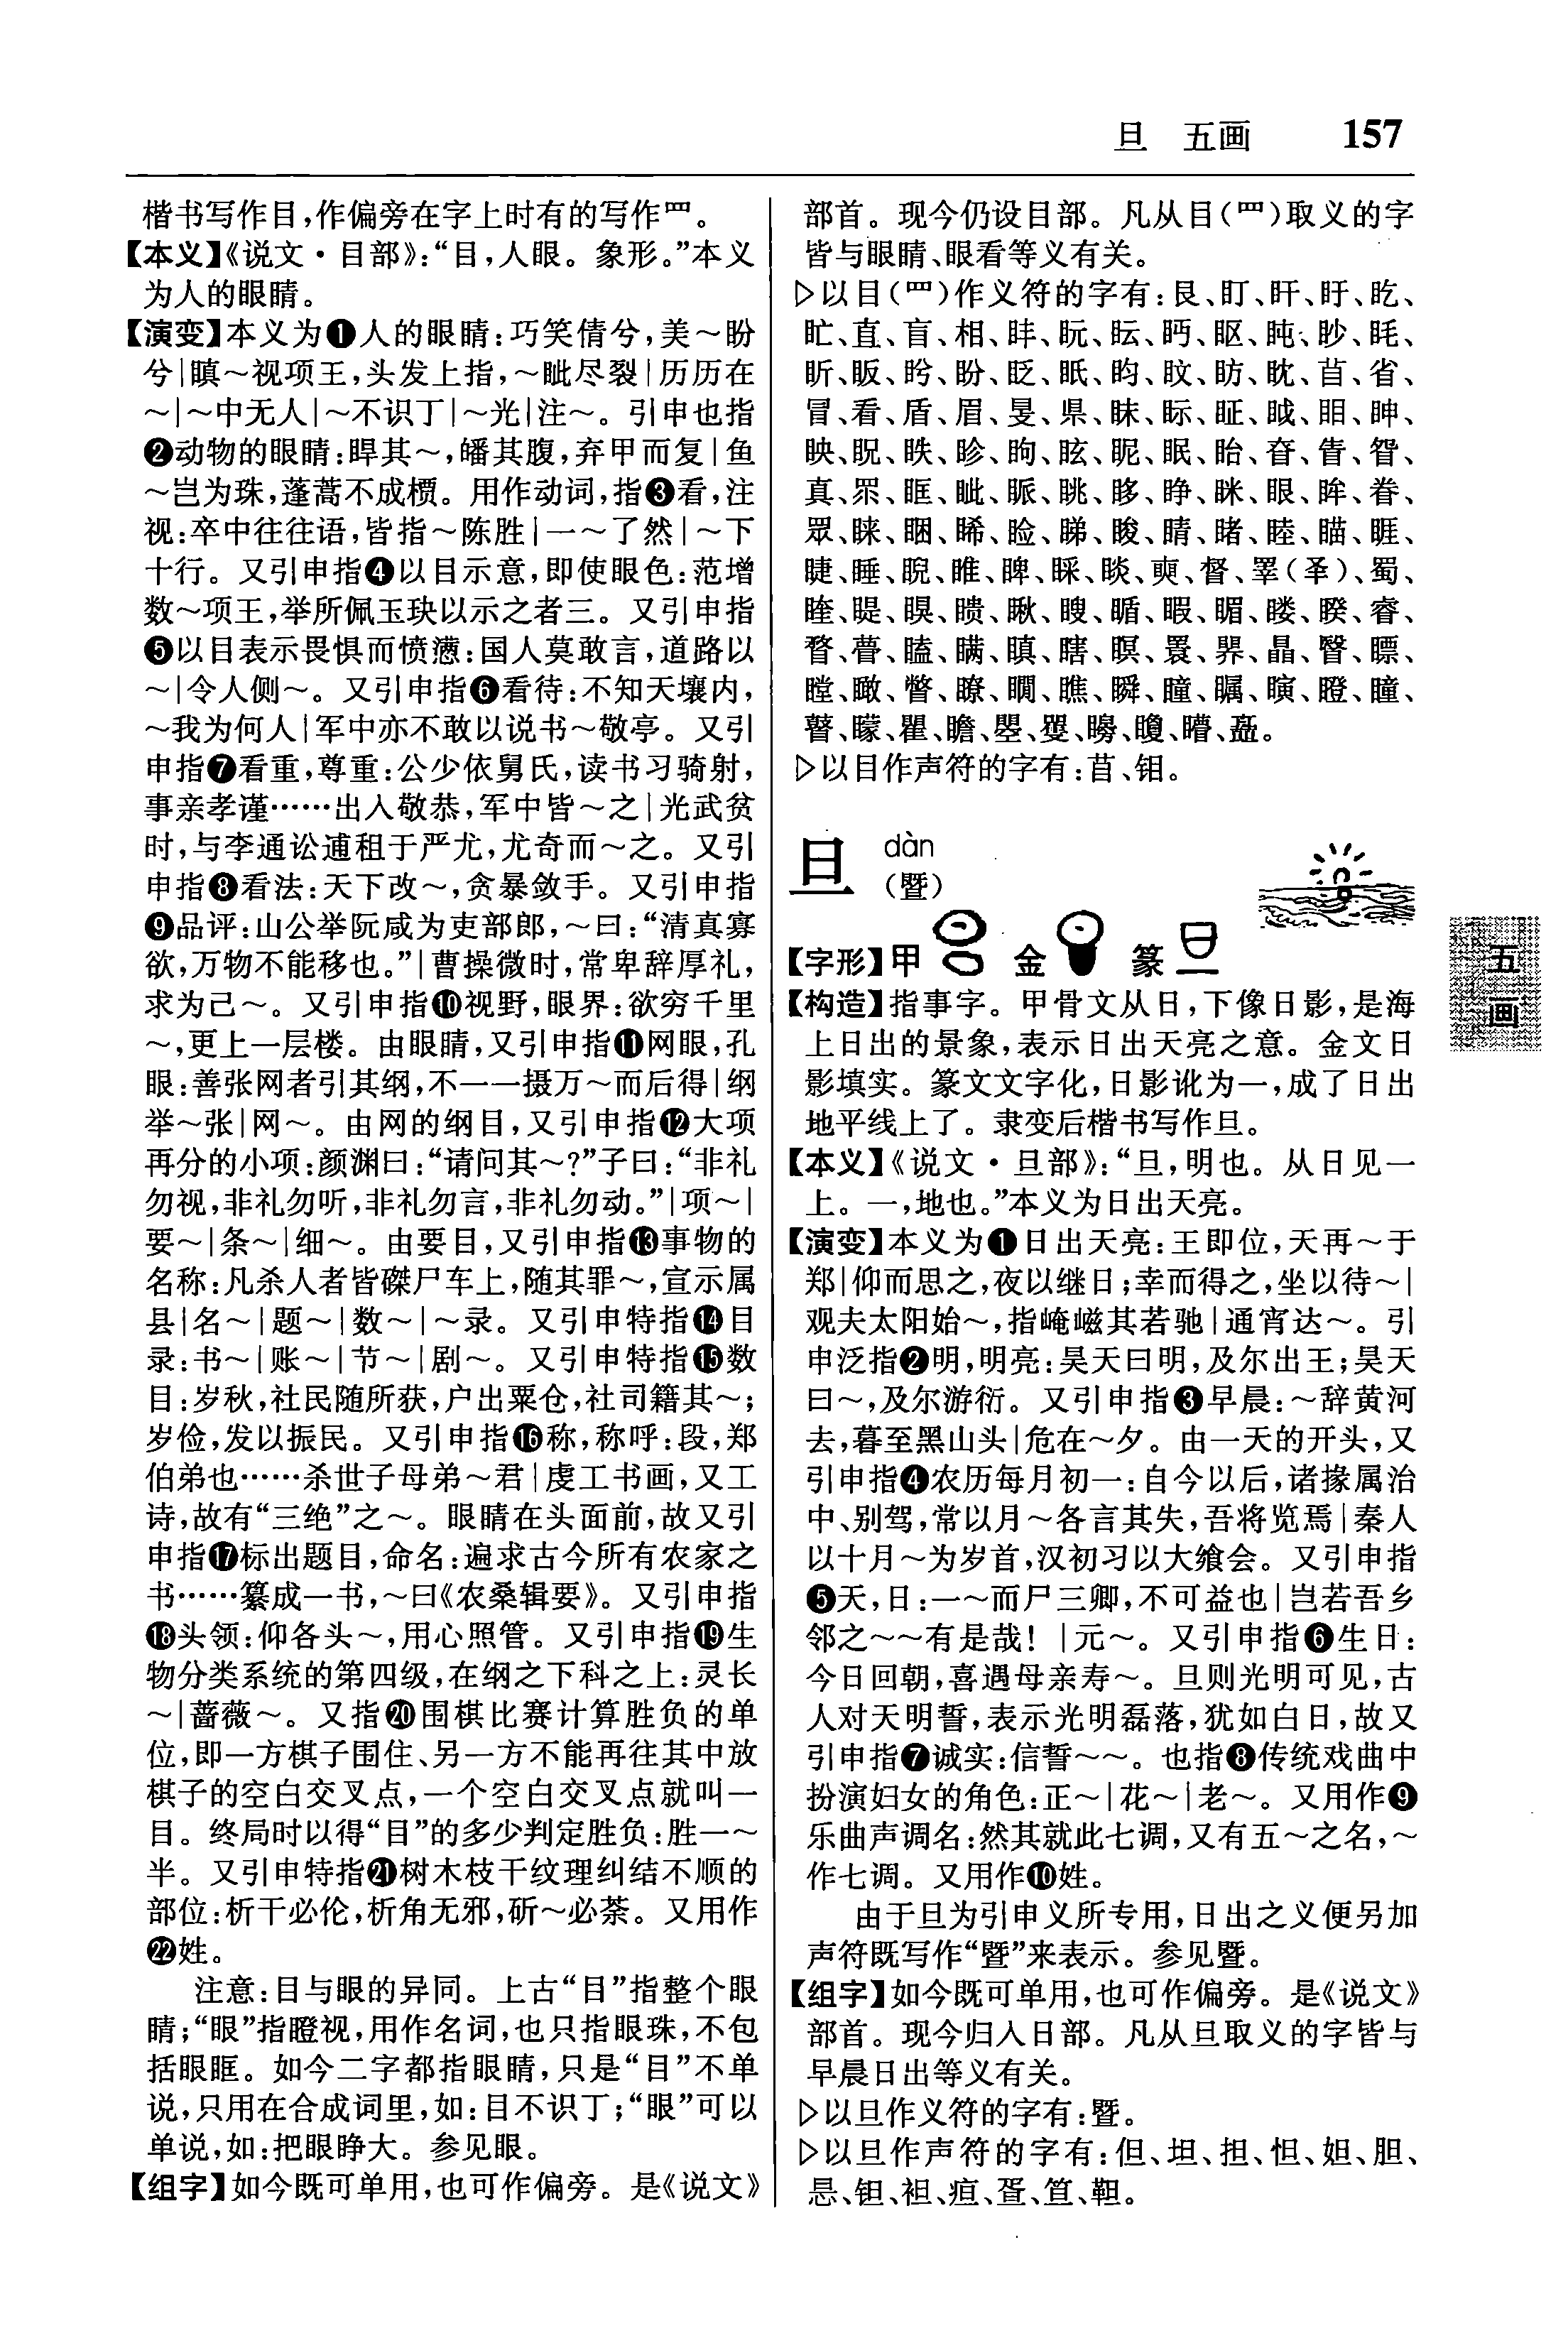 旦　五画　157
楷书写作目,作偏旁在字上时有的写作罒。
【本义】《说文·目部》:“目,人眼。象形。”本义
为人的眼睛。
【演变】本义为❶人的眼睛:巧笑倩兮,美～盼
兮|瞋～视项王,头发上指,～眦尽裂|历历在
～|～中无人|～不识丁|～光|注～。引申也指
❷动物的眼睛:睅其～,皤其腹,弃甲而复|鱼
～岂为珠,蓬蒿不成槚。用作动词,指❸看,注
视:卒中往往语,皆指～陈胜|一～了然|～下
十行。又引申指❹以目示意,即使眼色:范增
数～项王,举所佩玉玦以示之者三。又引申指
❺以目表示畏惧而愤懑:国人莫敢言,道路以
～|令人侧～。又引申指❻看待:不知天壤内,
～我为何人|军中亦不敢以说书～敬亭。又引
申指❼看重,尊重:公少依舅氏,读书习骑射,
事亲孝谨……出入敬恭,军中皆～之|光武贫
时,与李通讼逋租于严尤,尤奇而～之。又引
申指❽看法:天下改～,贪暴敛手。又引申指
❾品评:山公举阮咸为吏部郎,～曰:“清真寡
欲,万物不能移也。”|曹操微时,常卑辞厚礼,
求为己～。又引申指❿视野,眼界:欲穷千里
～,更上一层楼。由眼睛,又引申指⓫网眼,孔
眼:善张网者引其纲,不一一摄万～而后得|纲
举～张|网～。由网的纲目,又引申指⓬大项
再分的小项:颜渊曰:“请问其～?”子曰:“非礼
勿视,非礼勿听,非礼勿言,非礼勿动。”|项～|
要～|条～|细～。由要目,又引申指⓭事物的
名称:凡杀人者皆磔尸车上,随其罪～,宣示属
县|名～|题～|数～|～录。又引申特指⓮目
录:书～|账～|节～|剧～。又引申特指⓯数
目:岁秋,社民随所获,户出粟仓,社司籍其～;
岁俭,发以振民。又引申指⓰称,称呼:段,郑
伯弟也……杀世子母弟～君|虔工书画,又工
诗,故有“三绝”之～。眼睛在头面前,故又引
申指⓱标出题目,命名:遍求古今所有农家之
书……纂成一书,～曰《农桑辑要》。又引申指
⓲头领:仰各头～,用心照管。又引申指⓳生
物分类系统的第四级,在纲之下科之上:灵长
～|蔷薇～。又指⓴围棋比赛计算胜负的单
位,即一方棋子围住、另一方不能再往其中放
棋子的空白交叉点,一个空白交叉点就叫一
目。终局时以得“目”的多少判定胜负:胜一～
半。又引申特指㉑树木枝干纹理纠结不顺的
部位:析干必伦,析角无邪,斫～必荼。又用作
㉒姓。
注意:目与眼的异同。上古“目”指整个眼
睛;“眼”指瞪视,用作名词,也只指眼珠,不包
括眼眶。如今二字都指眼睛,只是“目”不单
说,只用在合成词里,如:目不识丁;“眼”可以
单说,如:把眼睁大。参见眼。
【组字】如今既可单用,也可作偏旁。是《说文》
部首。现今仍设目部。凡从目(罒)取义的字
皆与眼睛、眼看等义有关。
▷以目(罒)作义符的字有:艮、盯、盰、盱、盵、
盳、直、盲、相、眫、盶、眃、眄、眍、盹、眇、眊、
盺、眅、盻、盼、眨、眂、盷、盿、眆、眈、苜、省、
冒、看、盾、眉、旻、県、眜、眎、眐、眓、眀、眒、
眏、眖、眣、眕、眗、眩、眤、眠、眙、昚、眚、眢、
真、眔、眶、眦、眽、眺、眵、睁、眯、眼、眸、眷、
眾、睐、睏、睎、睑、睇、睃、睛、睹、睦、瞄、睚、
睫、睡、睨、睢、睥、睬、睒、奭、督、睪(圣)、蜀、
睳、睼、瞁、瞆、瞅、瞍、瞃、暇、睸、瞜、睽、睿、
瞀、瞢、瞌、瞒、瞋、瞎、瞑、睘、界、晶、瞖、瞟、
瞠、瞰、瞥、瞭、瞷、瞧、瞬、瞳、瞩、瞚、瞪、瞳、
瞽、矇、瞿、瞻、瞾、矍、矈、矎、矒、矗。
▷以目作声符的字有:苜、钼。
旦　dàn
(暨)
【字形】甲　金　篆
【构造】指事字。甲骨文从日,下像日影,是海
上日出的景象,表示日出天亮之意。金文日
影填实。篆文文字化,日影讹为一,成了日出
地平线上了。隶变后楷书写作旦。
【本义】《说文·旦部》:“旦,明也。从日见一
上。一,地也。”本义为日出天亮。
【演变】本义为❶日出天亮:王即位,天再～于
郑|仰而思之,夜以继日;幸而得之,坐以待～|
观夫太阳始～,指崦嵫其若驰|通宵达～。引
申泛指❷明,明亮:昊天曰明,及尔出王;昊天
曰～,及尔游衍。又引申指❸早晨:～辞黄河
去,暮至黑山头|危在～夕。由一天的开头,又
引申指❹农历每月初一:自今以后,诸掾属治
中、别驾,常以月～各言其失,吾将览焉|秦人
以十月～为岁首,汉初习以大飨会。又引申指
❺天,日:一～而尸三卿,不可益也|岂若吾乡
邻之～～有是哉!|元～。又引申指❻生日:
今日回朝,喜遇母亲寿～。旦则光明可见,古
人对天明誓,表示光明磊落,犹如白日,故又
引申指❼诚实:信誓～～。也指❽传统戏曲中
扮演妇女的角色:正～|花～|老～。又用作❾
乐曲声调名:然其就此七调,又有五～之名,～
作七调。又用作❿姓。
由于旦为引申义所专用,日出之义便另加
声符既写作“暨”来表示。参见暨。
【组字】如今既可单用,也可作偏旁。是《说文》
部首。现今归入日部。凡从旦取义的字皆与
早晨日出等义有关。
▷以旦作义符的字有:暨。
▷以旦作声符的字有:但、坦、担、怛、妲、胆、
昷、钽、袒、疸、疍、笪、靼。
五
画